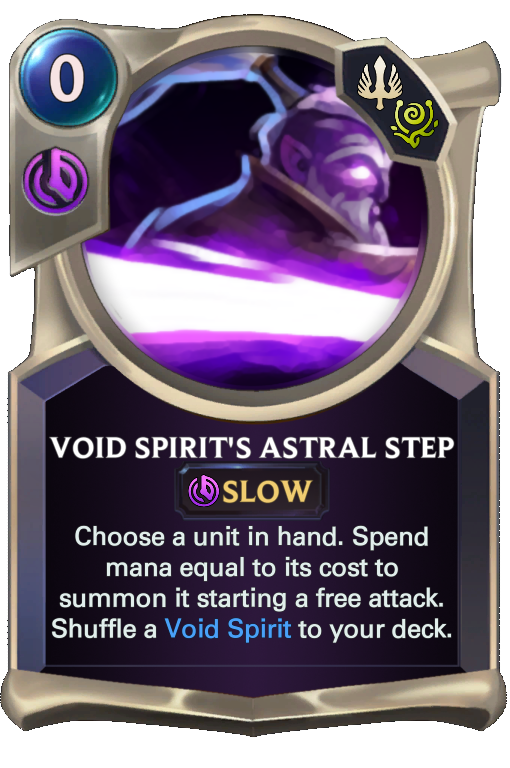 0
VOID SPIRIT'S ASTRAL STEP
SLOW
Choose a unit in hand. Spend
mana equal to its cost to
summon it starting a free attack.
Shuffle a Void Spirit to your deck.